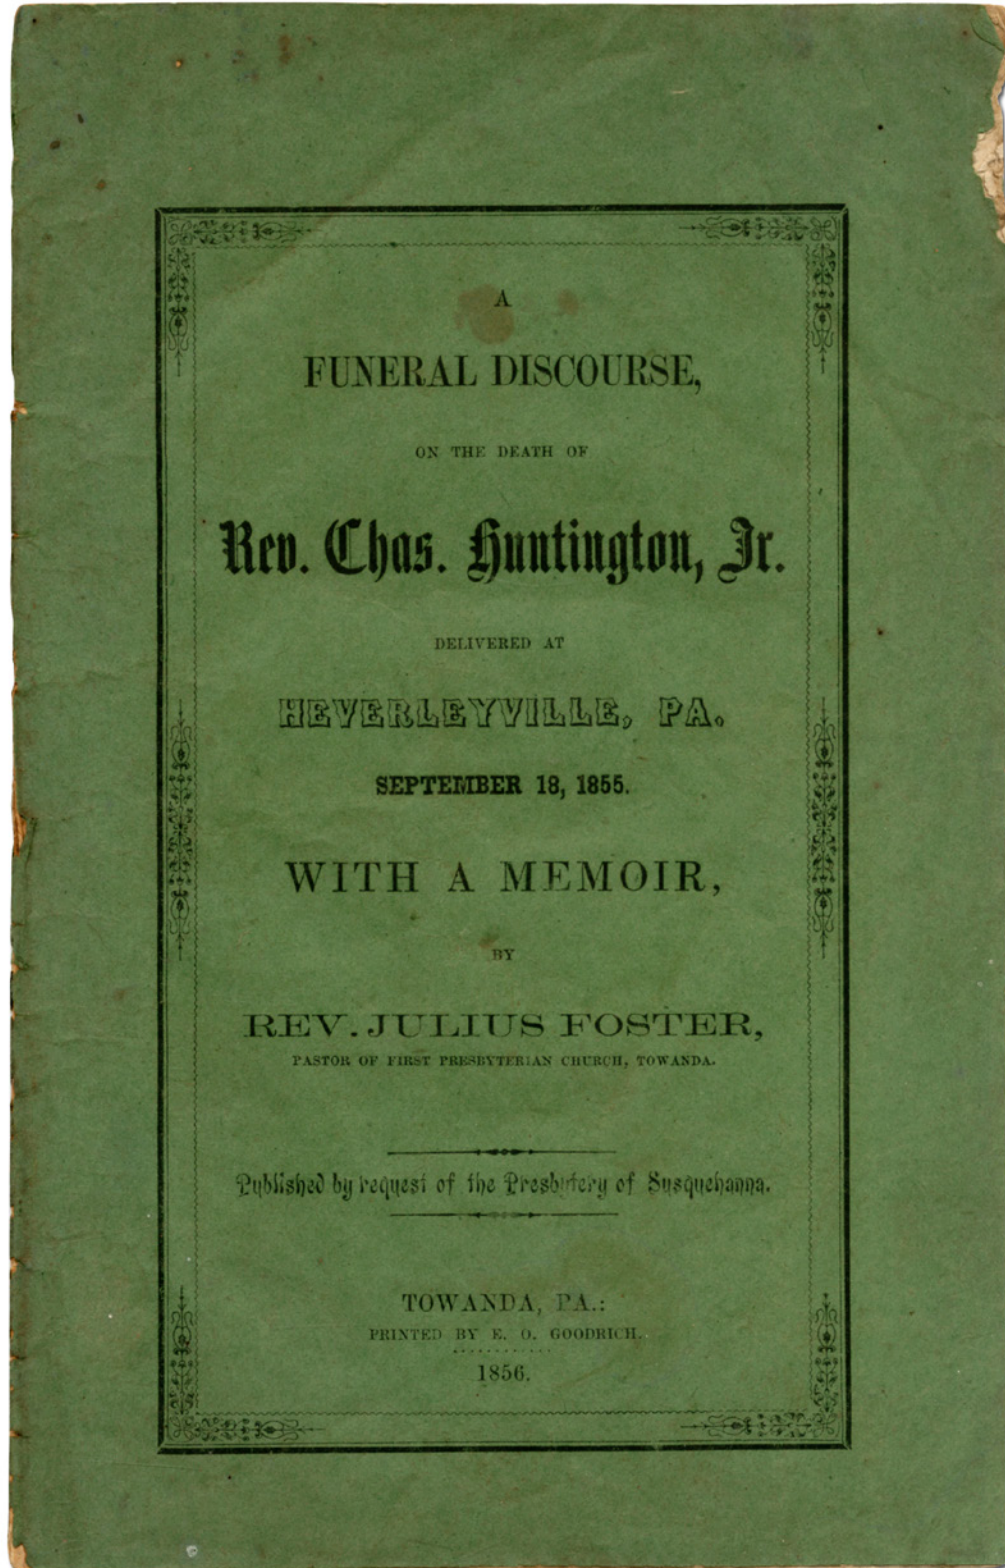 A
FUNERAL DISCOURSE,
ON THE DEATH OF
Rev. Chas. Huntington, Jr.
DELIVERED AT
HEVERLEYVILLE, PA.
SEPTEMBER 18, 1855.
WITH A MEMOIR,
BY
REV. JULIUS FOSTER,
PASTOR OF FIRST PRESBYTERIAN CHURCH, TOWANDA.
Published by request of the Presbytery of Susquehanna.
TOWANDA, PA.:
PRINTED BY E. O. GOODRICH.
1856.